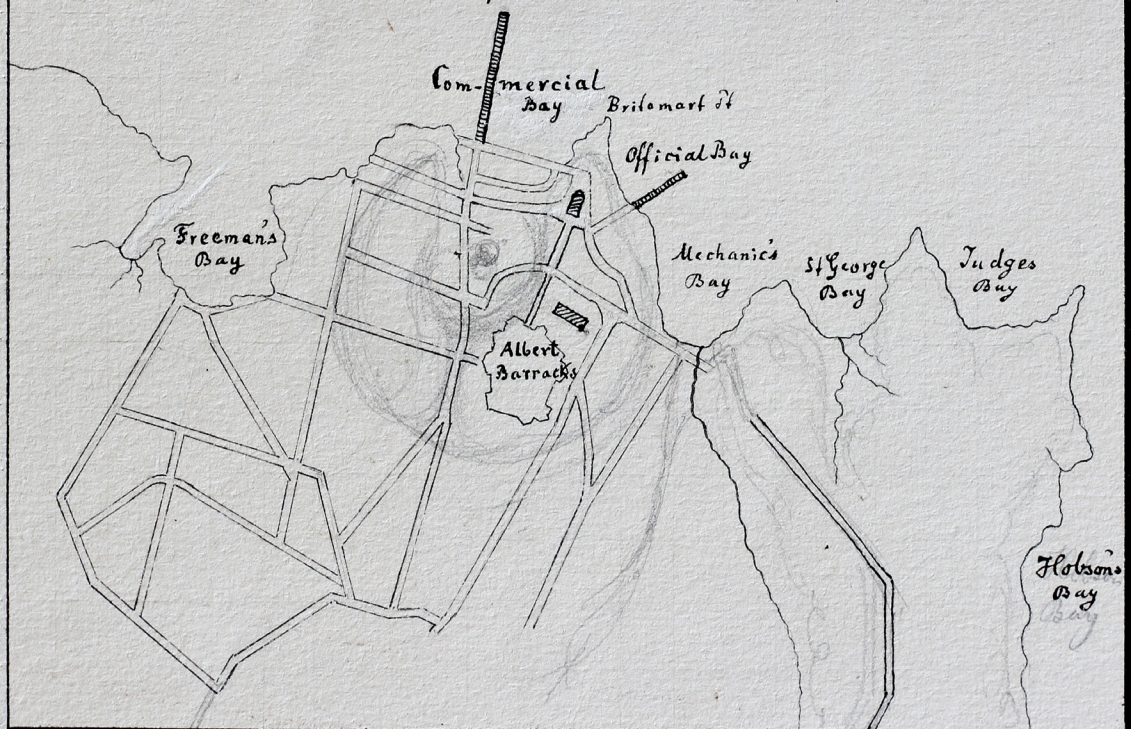 Com-mercial
Bay
Britomart Pt
Official Bay
Freeman's
Bay
Mechanic's
Bay
St George
Bay
Judges
Bay
Albert
Barracks
Hobson's
Bay
Bay